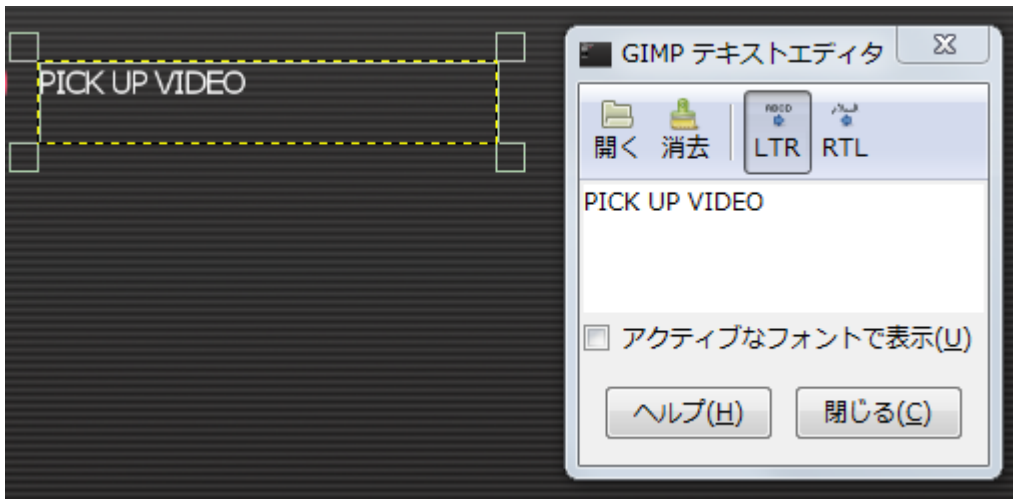 PICK UP VIDEO
GIMP テキストエディタ
開く 消去 LTR RTL
PICK UP VIDEO
アクティブなフォントで表示(U)
ヘルプ(H) 閉じる(C)